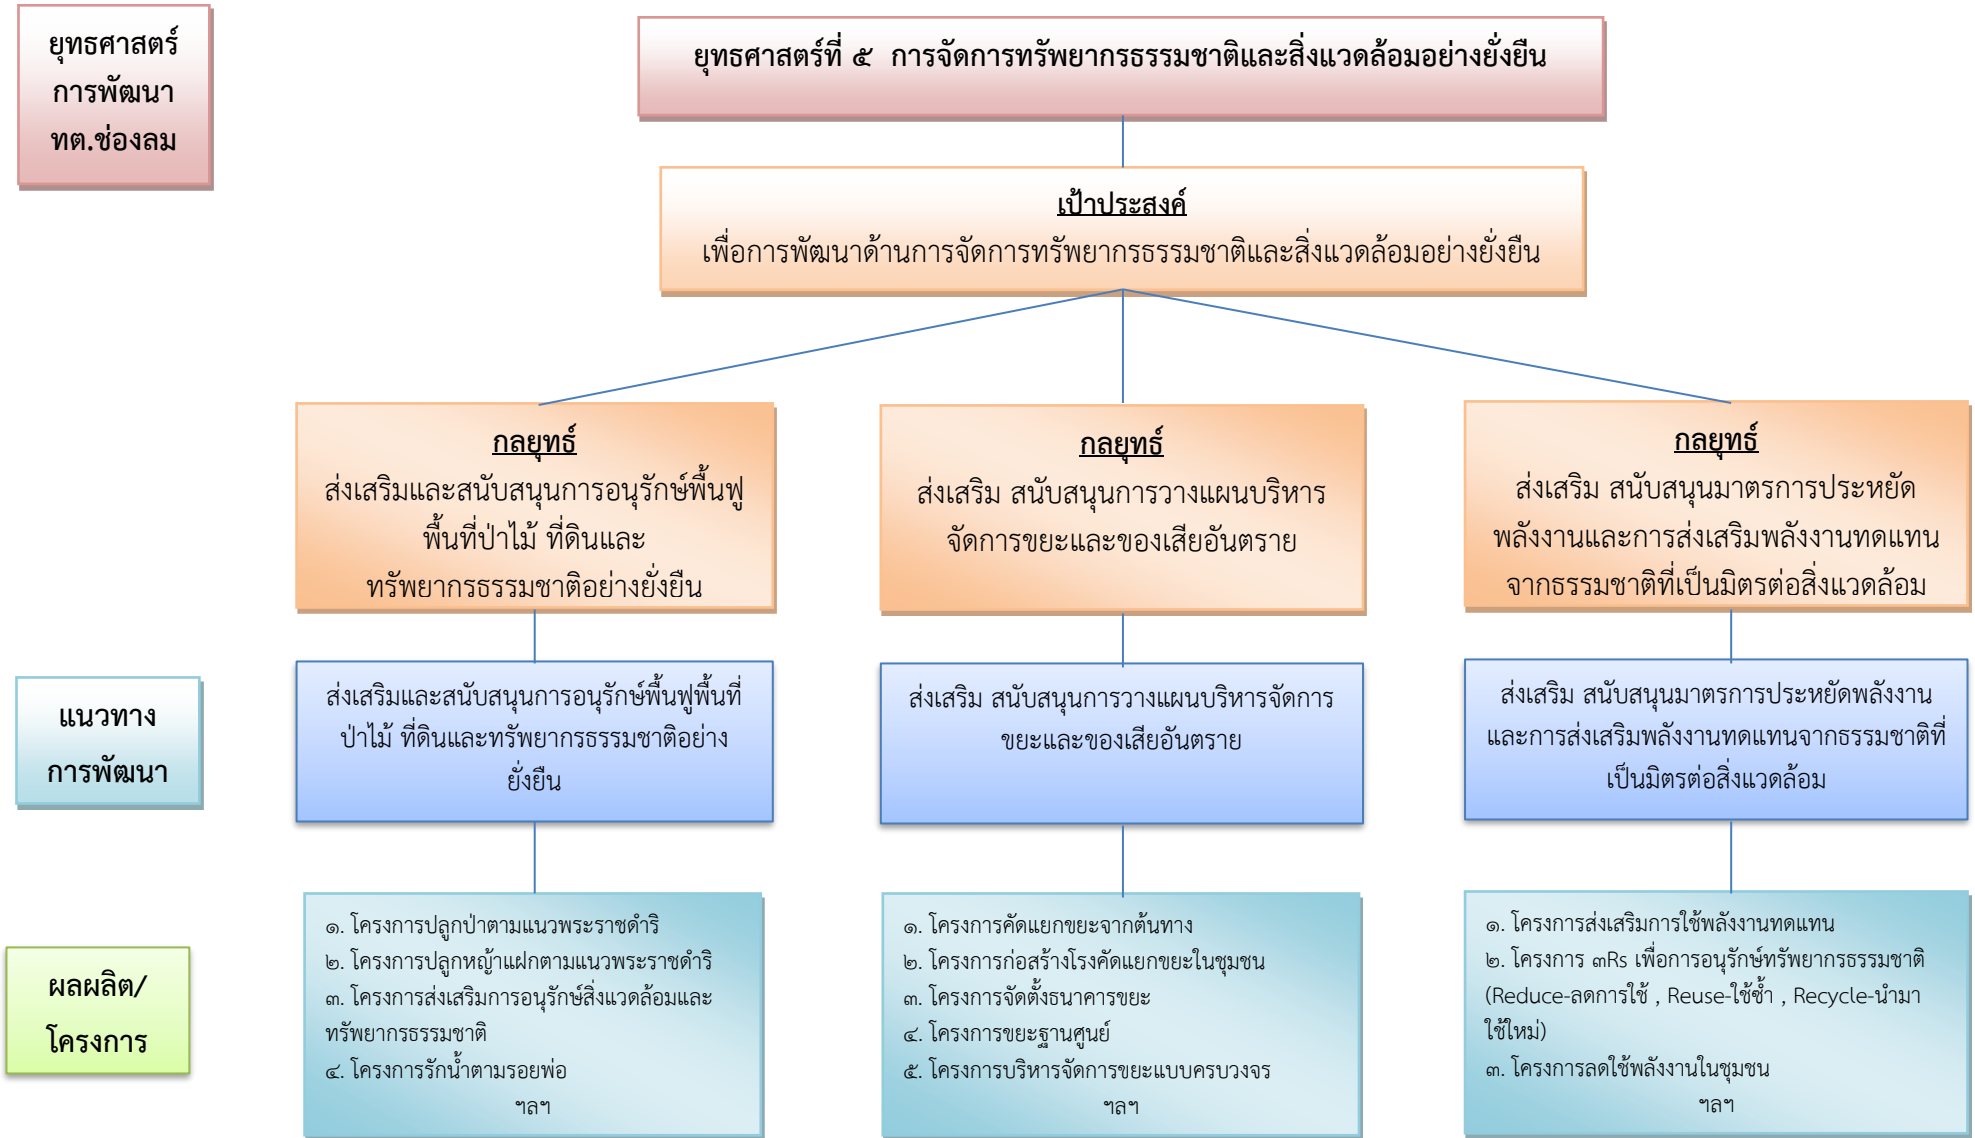 ยุทธศาสตร์
การพัฒนา
ทต.ช่องลม
ยุทธศาสตร์ที่ ๕  การจัดการทรัพยากรธรรมชาติและสิ่งแวดล้อมอย่างยั่งยืน
เป้าประสงค์
เพื่อการพัฒนาด้านการจัดการทรัพยากรธรรมชาติและสิ่งแวดล้อมอย่างยั่งยืน
กลยุทธ์
ส่งเสริมและสนับสนุนการอนุรักษ์พื้นฟู
พื้นที่ป่าไม้ ที่ดินและ
ทรัพยากรธรรมชาติอย่างยั่งยืน
กลยุทธ์
ส่งเสริม สนับสนุนการวางแผนบริหาร
จัดการขยะและของเสียอันตราย
กลยุทธ์
ส่งเสริม สนับสนุนมาตรการประหยัด
พลังงานและการส่งเสริมพลังงานทดแทน
จากธรรมชาติที่เป็นมิตรต่อสิ่งแวดล้อม
แนวทาง
การพัฒนา
ส่งเสริมและสนับสนุนการอนุรักษ์พื้นฟูพื้นที่
ป่าไม้ ที่ดินและทรัพยากรธรรมชาติอย่าง
ยั่งยืน
ส่งเสริม สนับสนุนการวางแผนบริหารจัดการ
ขยะและของเสียอันตราย
ส่งเสริม สนับสนุนมาตรการประหยัดพลังงาน
และการส่งเสริมพลังงานทดแทนจากธรรมชาติที่
เป็นมิตรต่อสิ่งแวดล้อม
ผลผลิต/
โครงการ
๑. โครงการปลูกป่าตามแนวพระราชดำริ
๒. โครงการปลูกหญ้าแฝกตามแนวพระราชดำริ
๓. โครงการส่งเสริมการอนุรักษ์สิ่งแวดล้อมและ
ทรัพยากรธรรมชาติ
๔. โครงการรักน้ำตามรอยพ่อ
ฯลฯ
๑. โครงการคัดแยกขยะจากต้นทาง
๒. โครงการก่อสร้างโรงคัดแยกขยะในชุมชน
๓. โครงการจัดตั้งธนาคารขยะ
๔. โครงการขยะฐานศูนย์
๕. โครงการบริหารจัดการขยะแบบครบวงจร
ฯลฯ
๑. โครงการส่งเสริมการใช้พลังงานทดแทน
๒. โครงการ ๓Rs เพื่อการอนุรักษ์ทรัพยากรธรรมชาติ
(Reduce-ลดการใช้ , Reuse-ใช้ซ้ำ , Recycle-นำมา
ใช้ใหม่)
๓. โครงการลดใช้พลังงานในชุมชน
ฯลฯ